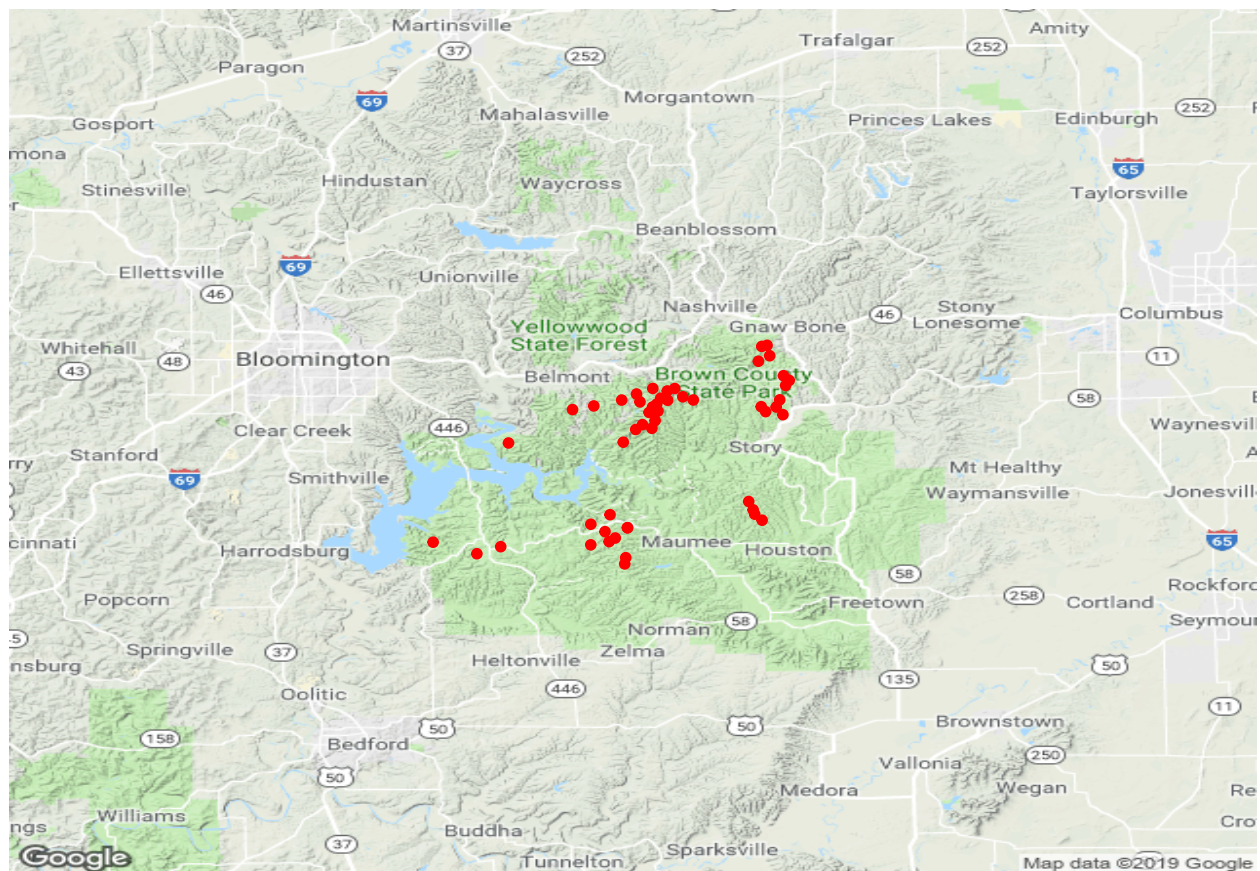 Martinsville
37
252
Trafalgar
252
Amity
Paragon
69
Morgantown
252
Gosport
Mahalasville
Princes Lakes
Edinburgh
mona
65
Stinesville
Hindustan
Waycross
Taylorsville
Beanblossom
Ellettsville
69
Unionville
46
Nashville
Stony
Lonesome
46
Columbus
Gnaw Bone
Yellowwood
State Forest
Whitehall
48
43
Bloomington
11
Belmont
Brown County
State Park
58
446
Clear Creek
Waynesvi
Stanford
Story
rry
69
Smithville
Mt Healthy
Waymansville
Jonesvill
cinnati
Harrodsburg
Maumee
Houston
65
58
Popcorn
258
Cortland
Rockford
Freetown
Seymour
58
Norman
45
37
Springville
Zelma
nsburg
Heltonville
50
446
135
Oolitic
11
50
50
158
Bedford
Brownstown
250
50
Vallonia
Wegan
Medora
Re
Williams
Cro
ngs
Buddha
37
Sparksville
Tunnelton
Google
Map data ©2019 Google